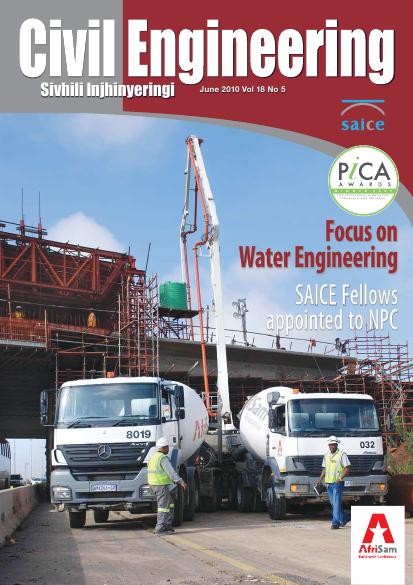 Civil Engineering
Sivhili Injhinyeringi
June 2010 Vol 18 No 5
saice
PiCA
AWARDS
Focus on
Water Engineering
SAICE Fellows
appointed to NPC
8019
032
AfriSam
AfriSam